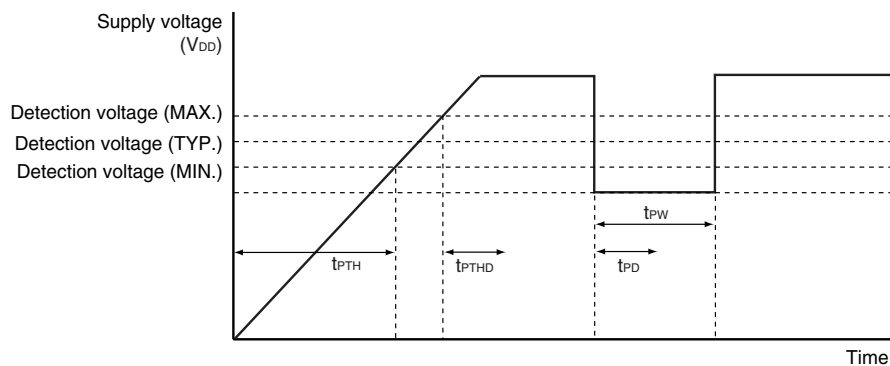 Supply voltage
(VDD)
Detection voltage (MAX.)
Detection voltage (TYP.)
Detection voltage (MIN.)
tPW
tPTH
tPTHD
tPD
Time